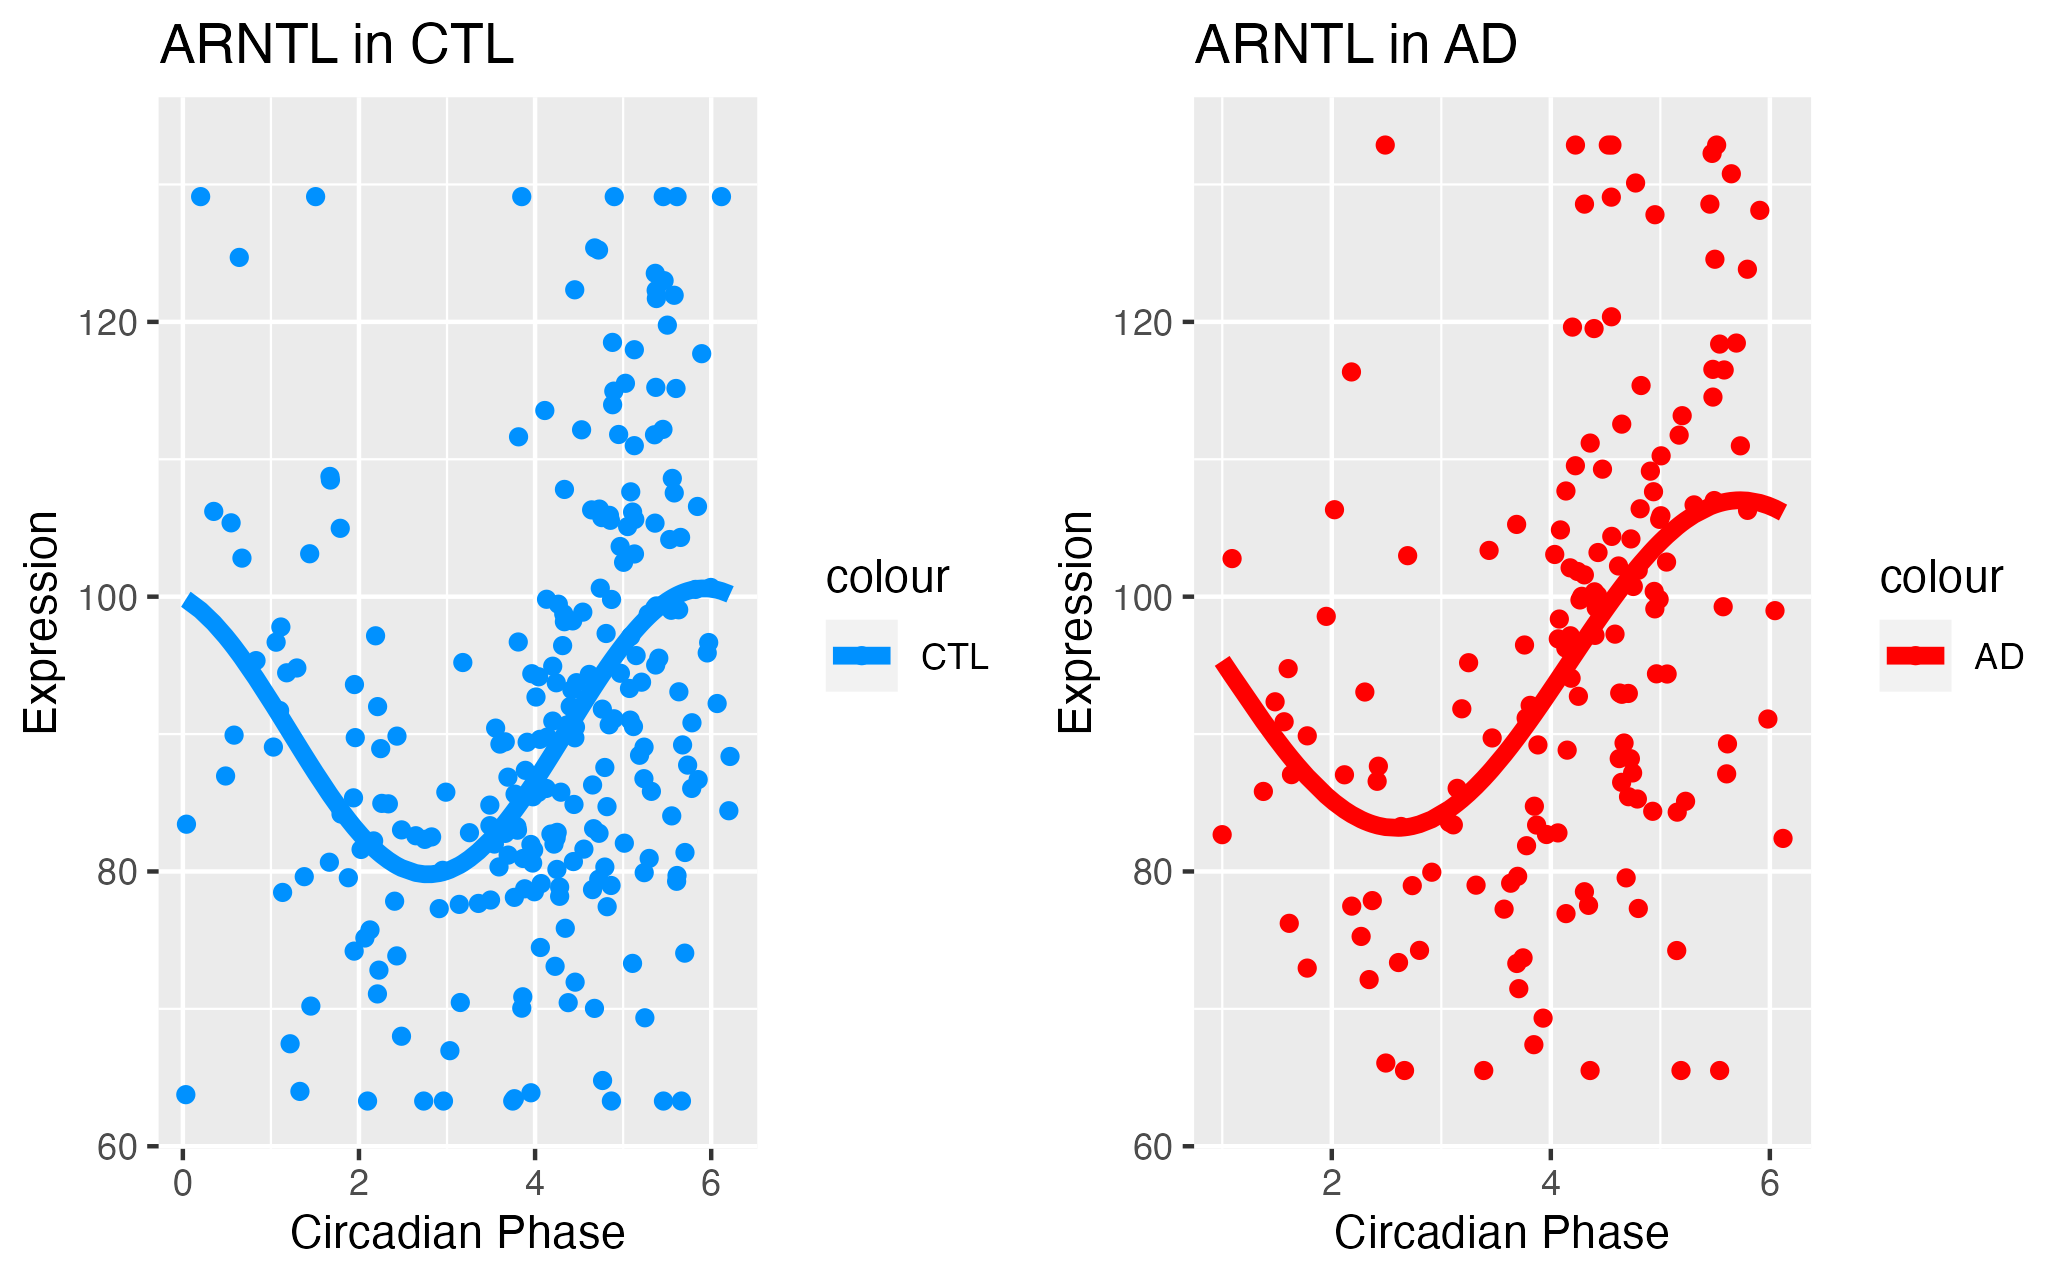 ARNTL in CTL
Expression
120
100
80
60
0 2 4 6
Circadian Phase
colour
CTL
ARNTL in AD
Expression
120
100
80
60
2 4 6
Circadian Phase
colour
AD